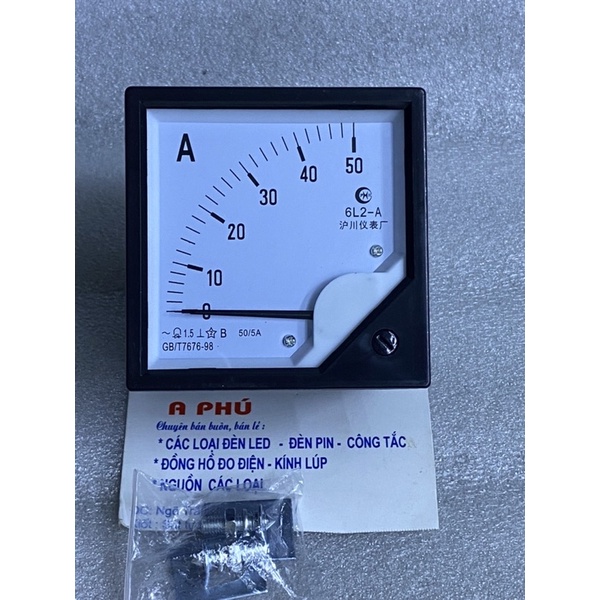 A
0
10
20
30
40
50
6L2-A
沪川仪表厂
~ 1.5 ⊥ B 50/5A
GB/T7676-98
A PHÚ
Chuyên bán buôn, bán lẻ :
* CÁC LOẠI ĐÈN LED - ĐÈN PIN - CÔNG TẮC
* ĐỒNG HỒ ĐO ĐIỆN - KÍNH LÚP
* NGUỒN CÁC LOẠI